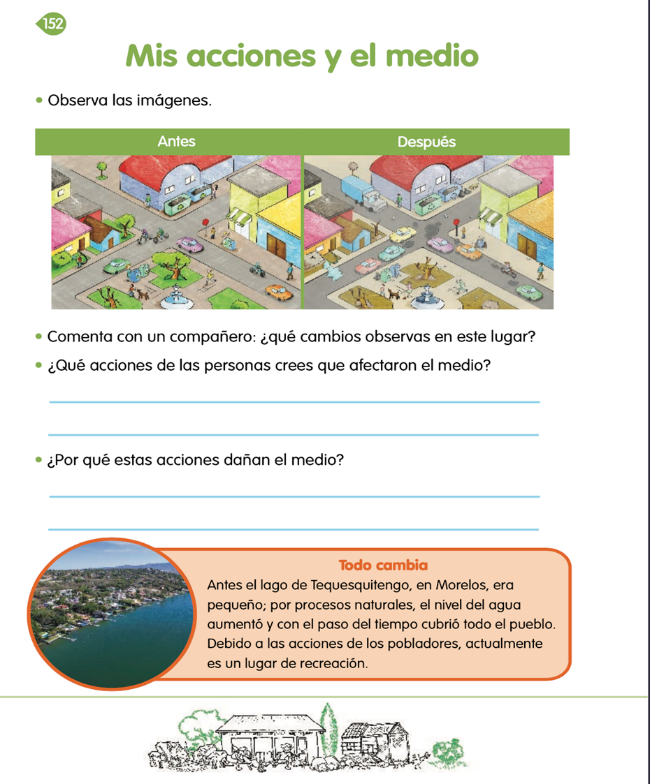 152
Mis acciones y el medio
• Observa las imágenes.
Antes
Después
• Comenta con un compañero: ¿qué cambios observas en este lugar?
• ¿Qué acciones de las personas crees que afectaron el medio?
• ¿Por qué estas acciones dañan el medio?
Todo cambia
Antes el lago de Tequesquitengo, en Morelos, era
pequeño; por procesos naturales, el nivel del agua
aumentó y con el paso del tiempo cubrió todo el pueblo.
Debido a las acciones de los pobladores, actualmente
es un lugar de recreación.